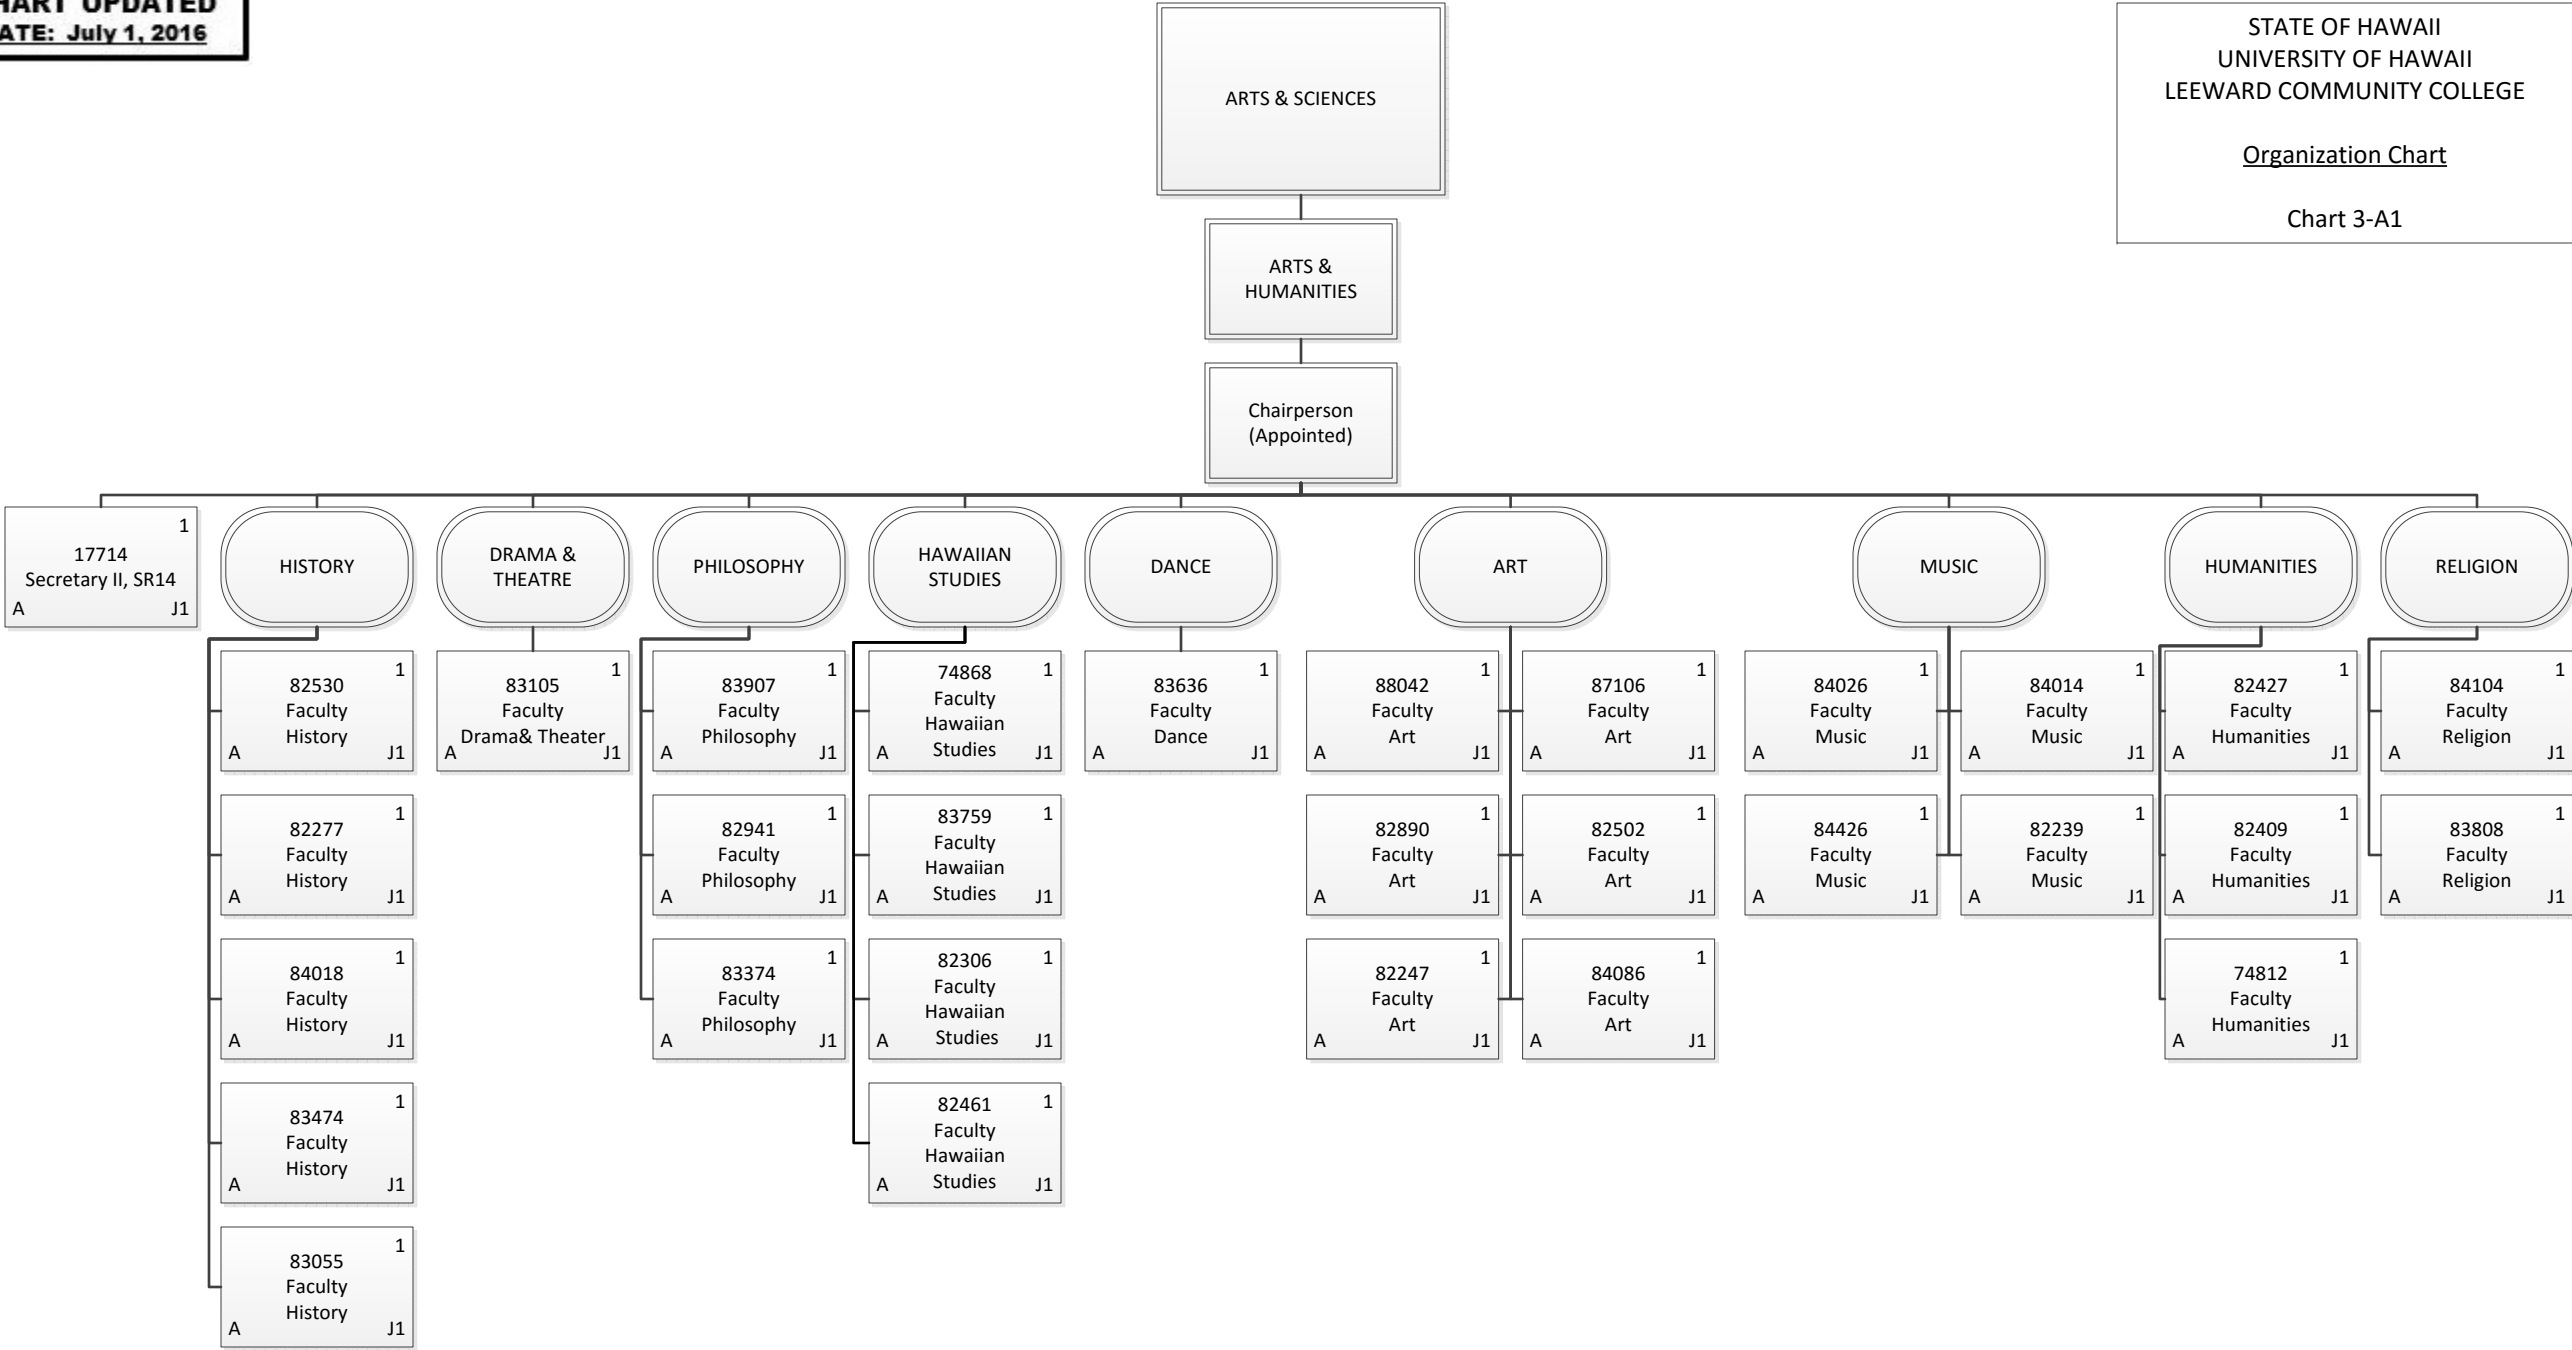 HART UPDATED
ATE: July 1, 2016
STATE OF HAWAII
UNIVERSITY OF HAWAII
LEEWARD COMMUNITY COLLEGE
Organization Chart
Chart 3-A1
ARTS & SCIENCES
ARTS &
HUMANITIES
Chairperson
(Appointed)
1
17714
Secretary II, SR14
A J1
HISTORY
1
82530
Faculty
History
A J1
1
82277
Faculty
History
A J1
1
84018
Faculty
History
A J1
1
83474
Faculty
History
A J1
1
83055
Faculty
History
A J1
DRAMA &
THEATRE
1
83105
Faculty
Drama& Theater
A J1
PHILOSOPHY
1
83907
Faculty
Philosophy
A J1
1
82941
Faculty
Philosophy
A J1
1
83374
Faculty
Philosophy
A J1
HAWAIIAN
STUDIES
74868 1
Faculty
Hawaiian
Studies
A J1
83759 1
Faculty
Hawaiian
Studies
A J1
82306 1
Faculty
Hawaiian
Studies
A J1
82461 1
Faculty
Hawaiian
Studies
A J1
DANCE
1
83636
Faculty
Dance
A J1
ART
1
88042
Faculty
Art
A J1
1
87106
Faculty
Art
A J1
1
82890
Faculty
Art
A J1
1
82502
Faculty
Art
A J1
1
82247
Faculty
Art
A J1
1
84086
Faculty
Art
A J1
MUSIC
1
84026
Faculty
Music
A J1
1
84014
Faculty
Music
A J1
1
84426
Faculty
Music
A J1
1
82239
Faculty
Music
A J1
HUMANITIES
1
82427
Faculty
Humanities
A J1
1
82409
Faculty
Humanities
A J1
1
74812
Faculty
Humanities
A J1
RELIGION
1
84104
Faculty
Religion
A J1
1
83808
Faculty
Religion
A J1